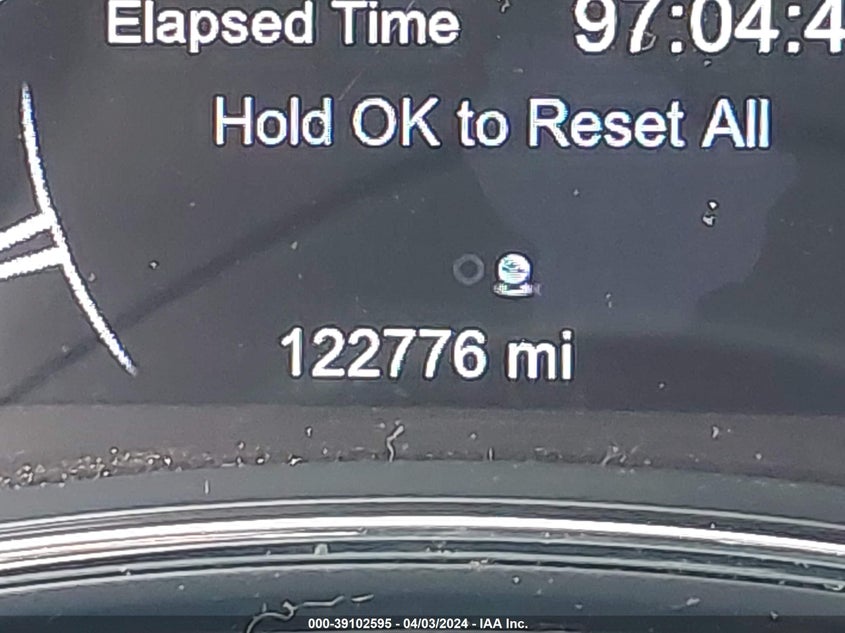 Elapsed Time 97:04:4
Hold OK to Reset All
122776 mi
000-39102595 - 04/03/2024 - IAA Inc.